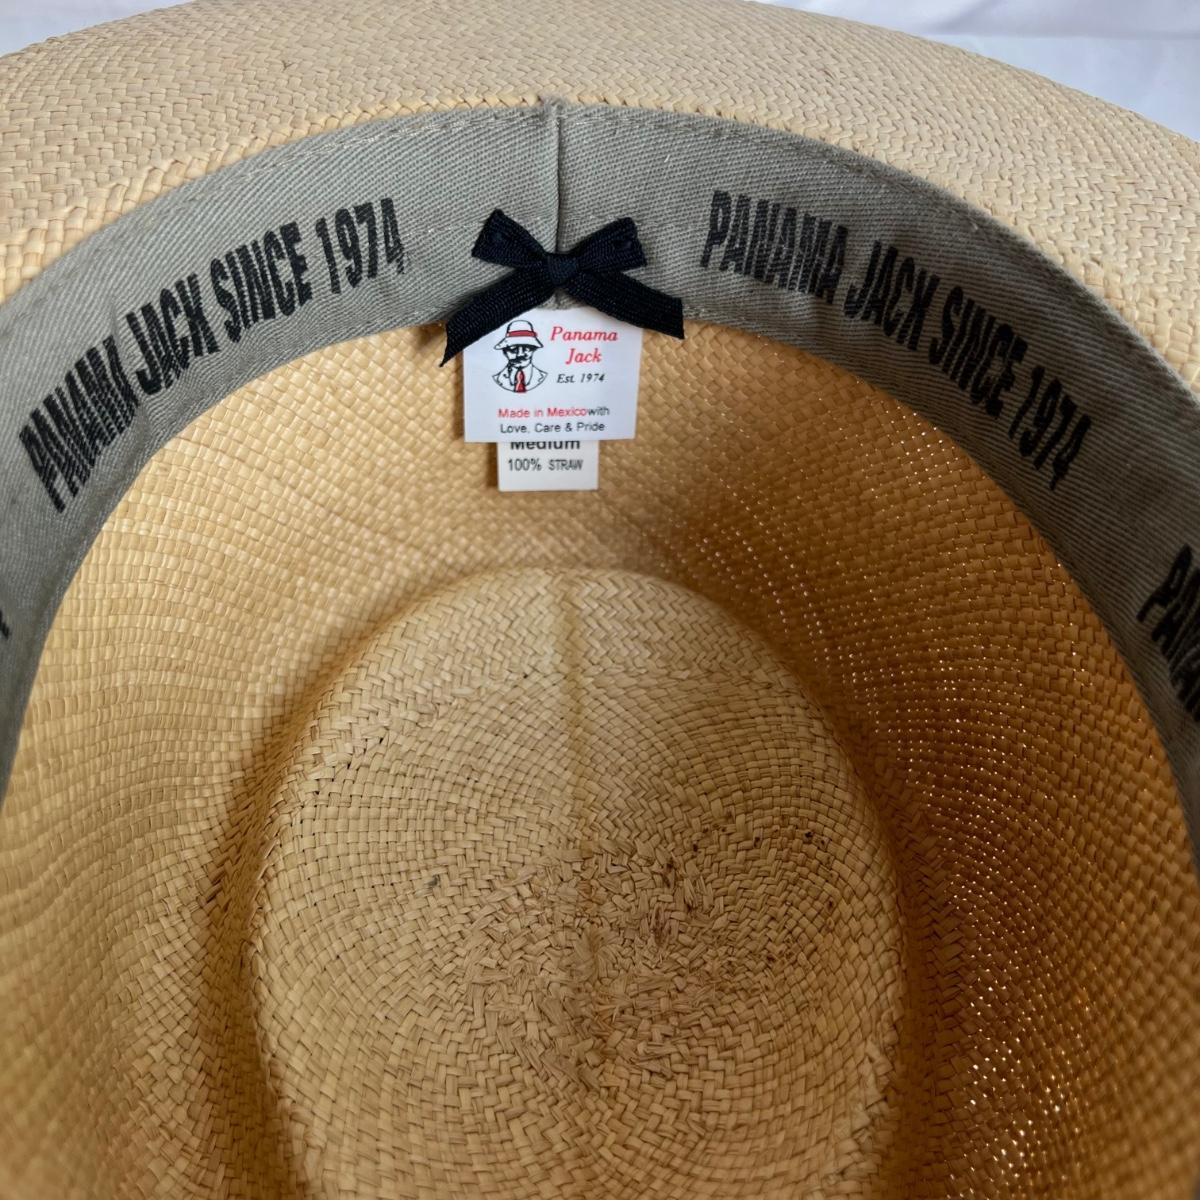 PANAMA JACK SINCE 1974
PANAMA JACK SINCE 1974
Panama
Jack
Est. 1974
Made in Mexicowith
Love, Care & Pride
Medium
100% STRAW